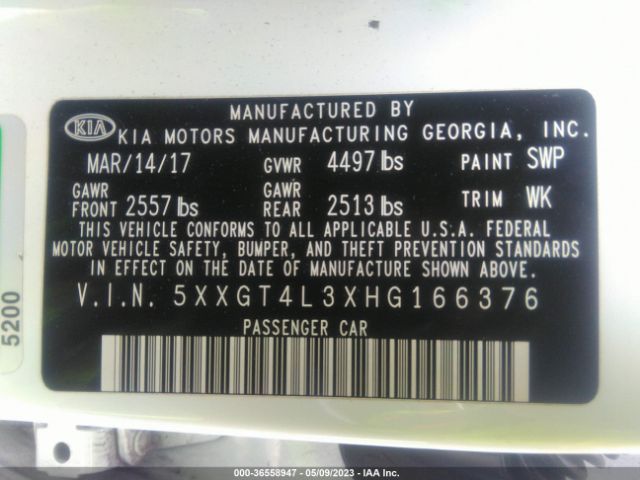 MANUFACTURED BY
KIA KIA MOTORS MANUFACTURING GEORGIA, INC.
MAR/14/17 GVWR 4497 lbs PAINT SWP
GAWR FRONT 2557 lbs GAWR REAR 2513 lbs TRIM WK
THIS VEHICLE CONFORMS TO ALL APPLICABLE U.S.A. FEDERAL
MOTOR VEHICLE SAFETY, BUMPER, AND THEFT PREVENTION STANDARDS
IN EFFECT ON THE DATE OF MANUFACTURE SHOWN ABOVE.
V.I.N. 5XXGT4L3XHG166376
PASSENGER CAR
5200
000-36558947 - 05/09/2023 - IAA Inc.